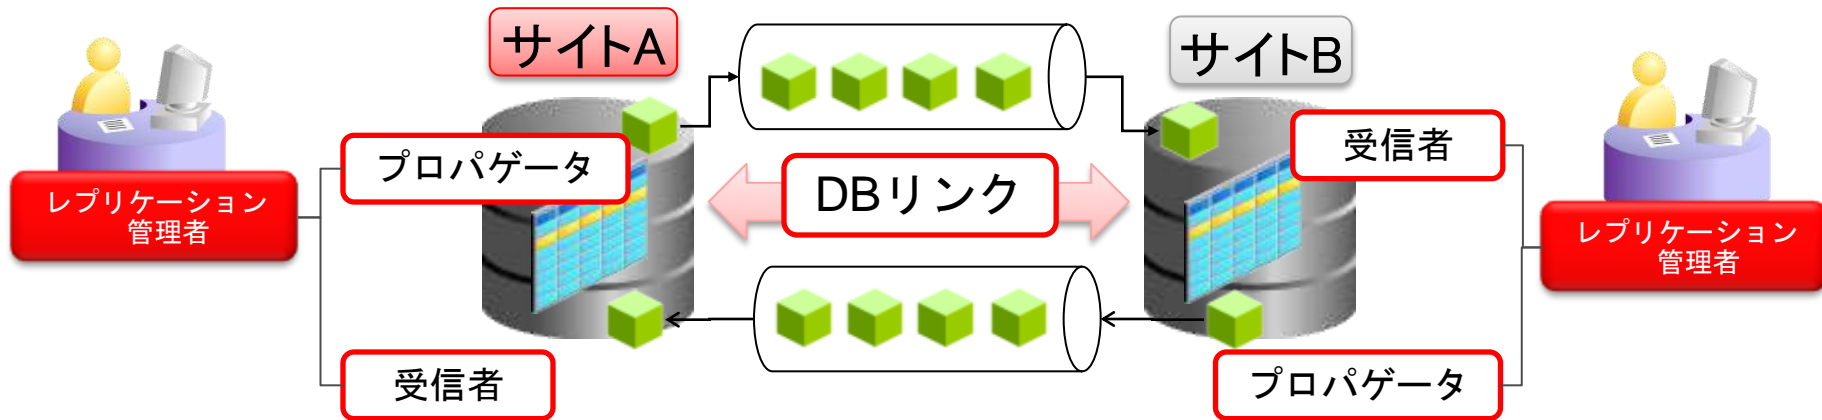 サイトA
サイトB
プロパゲータ
受信者
レプリケーション
管理者
DBリンク
レプリケーション
管理者
受信者
プロパゲータ